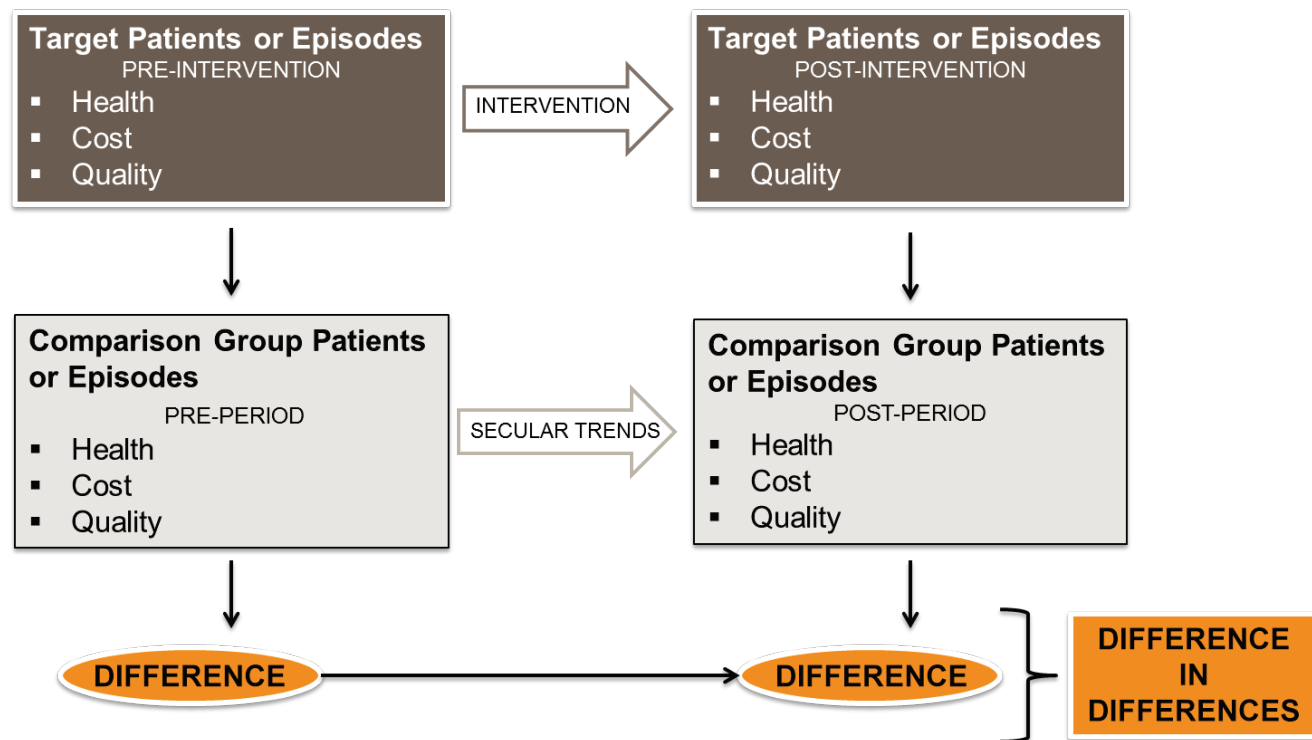 Target Patients or Episodes
PRE-INTERVENTION
▪ Health
▪ Cost
▪ Quality
INTERVENTION
Target Patients or Episodes
POST-INTERVENTION
▪ Health
▪ Cost
▪ Quality
Comparison Group Patients
or Episodes
PRE-PERIOD
▪ Health
▪ Cost
▪ Quality
SECULAR TRENDS
Comparison Group Patients
or Episodes
POST-PERIOD
▪ Health
▪ Cost
▪ Quality
DIFFERENCE
DIFFERENCE
DIFFERENCE
IN
DIFFERENCES